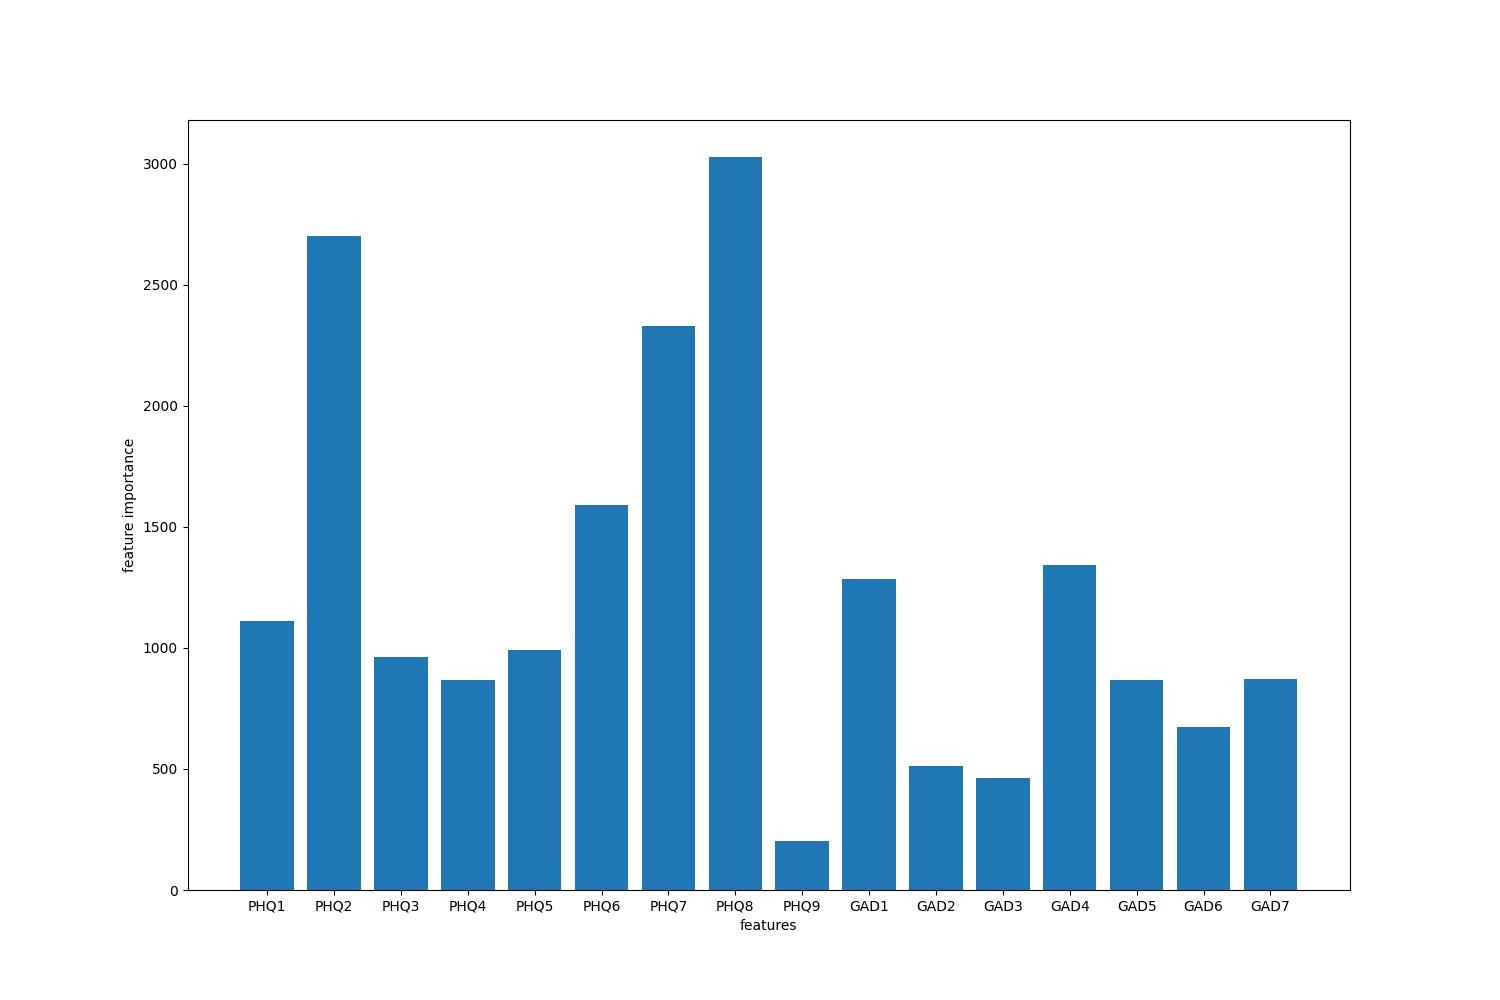 3000
2500
2000
1500
1000
500
0
feature importance
PHQ1 PHQ2 PHQ3 PHQ4 PHQ5 PHQ6 PHQ7 PHQ8 PHQ9 GAD1 GAD2 GAD3 GAD4 GAD5 GAD6 GAD7
features